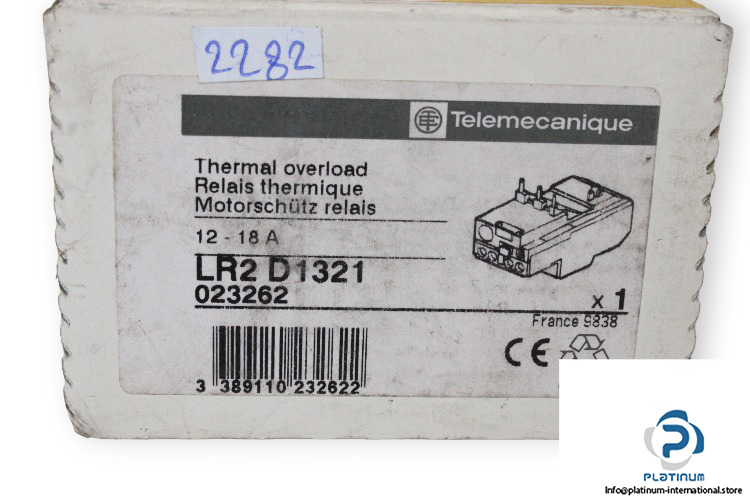 2282
Telemecanique
Thermal overload
Relais thermique
Motorschütz relais
12 - 18 A
LR2 D1321
023262
x 1
France 9838
CE
3 389110 232622
PLATINUM
Info@platinum-international.store